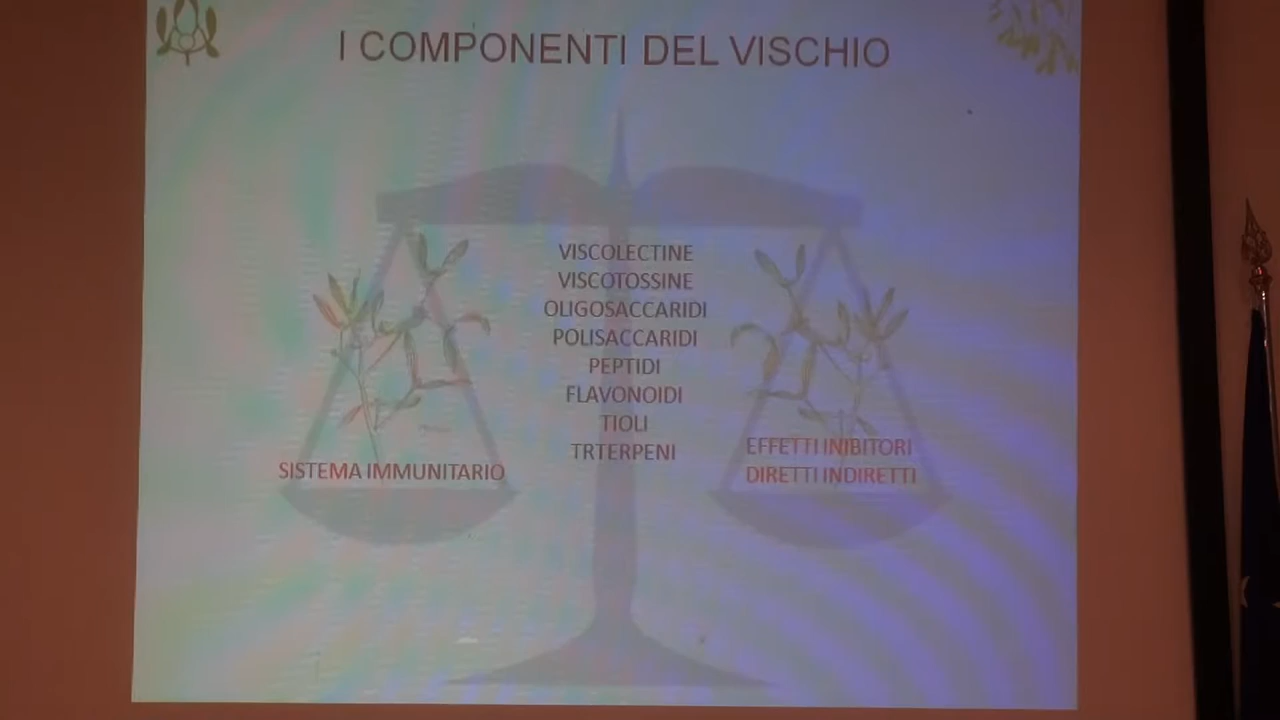 I COMPONENTI DEL VISCHIO
VISCOLECTINE
VISCOTOSSINE
OLIGOSACCARIDI
POLISACCARIDI
PEPTIDI
FLAVONOIDI
TIOLI
TRTERPENI
SISTEMA IMMUNITARIO
EFFETTI INIBITORI
DIRETTI INDIRETTI